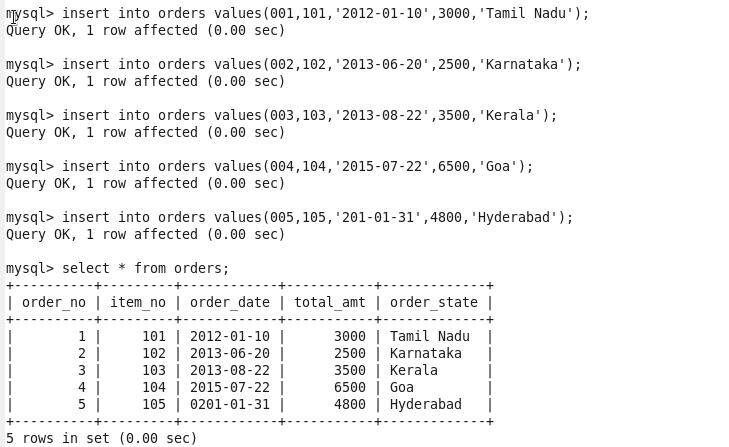 mysql> insert into orders values(001,101,'2012-01-10',3000,'Tamil Nadu');
Query OK, 1 row affected (0.00 sec)
mysql> insert into orders values(002,102,'2013-06-20',2500,'Karnataka');
Query OK, 1 row affected (0.00 sec)
mysql> insert into orders values(003,103,'2013-08-22',3500,'Kerala');
Query OK, 1 row affected (0.00 sec)
mysql> insert into orders values(004,104,'2015-07-22',6500,'Goa');
Query OK, 1 row affected (0.00 sec)
mysql> insert into orders values(005,105,'201-01-31',4800,'Hyderabad');
Query OK, 1 row affected (0.00 sec)
mysql> select * from orders;
+----------+---------+------------+-----------+-------------+
| order_no | item_no | order_date | total_amt | order_state |
+----------+---------+------------+-----------+-------------+
|        1 |     101 | 2012-01-10 |      3000 | Tamil Nadu  |
|        2 |     102 | 2013-06-20 |      2500 | Karnataka   |
|        3 |     103 | 2013-08-22 |      3500 | Kerala      |
|        4 |     104 | 2015-07-22 |      6500 | Goa         |
|        5 |     105 | 0201-01-31 |      4800 | Hyderabad   |
+----------+---------+------------+-----------+-------------+
5 rows in set (0.00 sec)